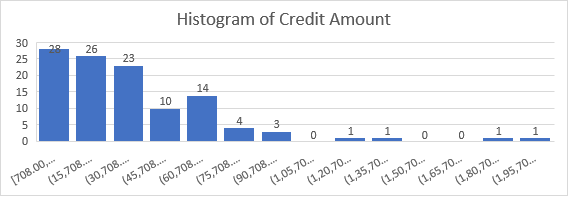 Histogram of Credit Amount
30
25
20
15
10
5
0
28 26 23 10 14 4 3 0 1 1 0 0 1 1
[708.00,... (15,708.... (30,708.... (45,708.... (60,708.... (75,708.... (90,708.... (1,05,70... (1,20,70... (1,35,70... (1,50,70... (1,65,70... (1,80,70... (1,95,70...